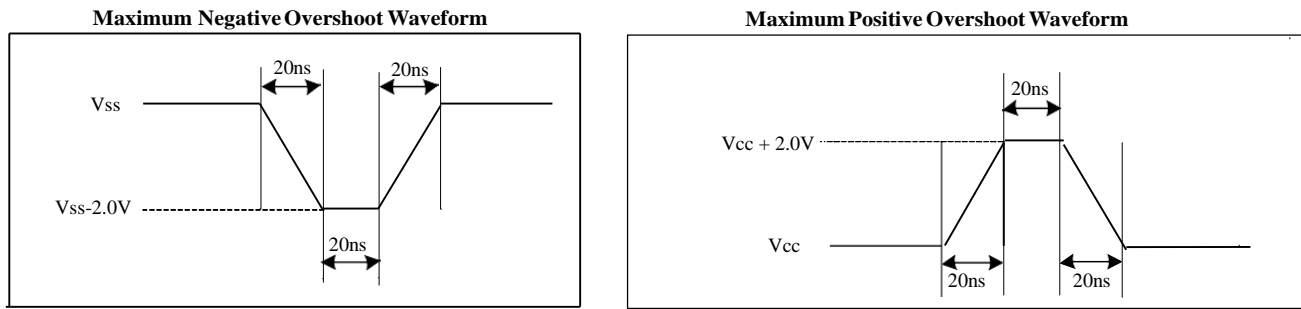 Maximum Negative Overshoot Waveform
20ns
20ns
Vss
Vss-2.0V
20ns
Maximum Positive Overshoot Waveform
20ns
Vcc + 2.0V
Vcc
20ns
20ns